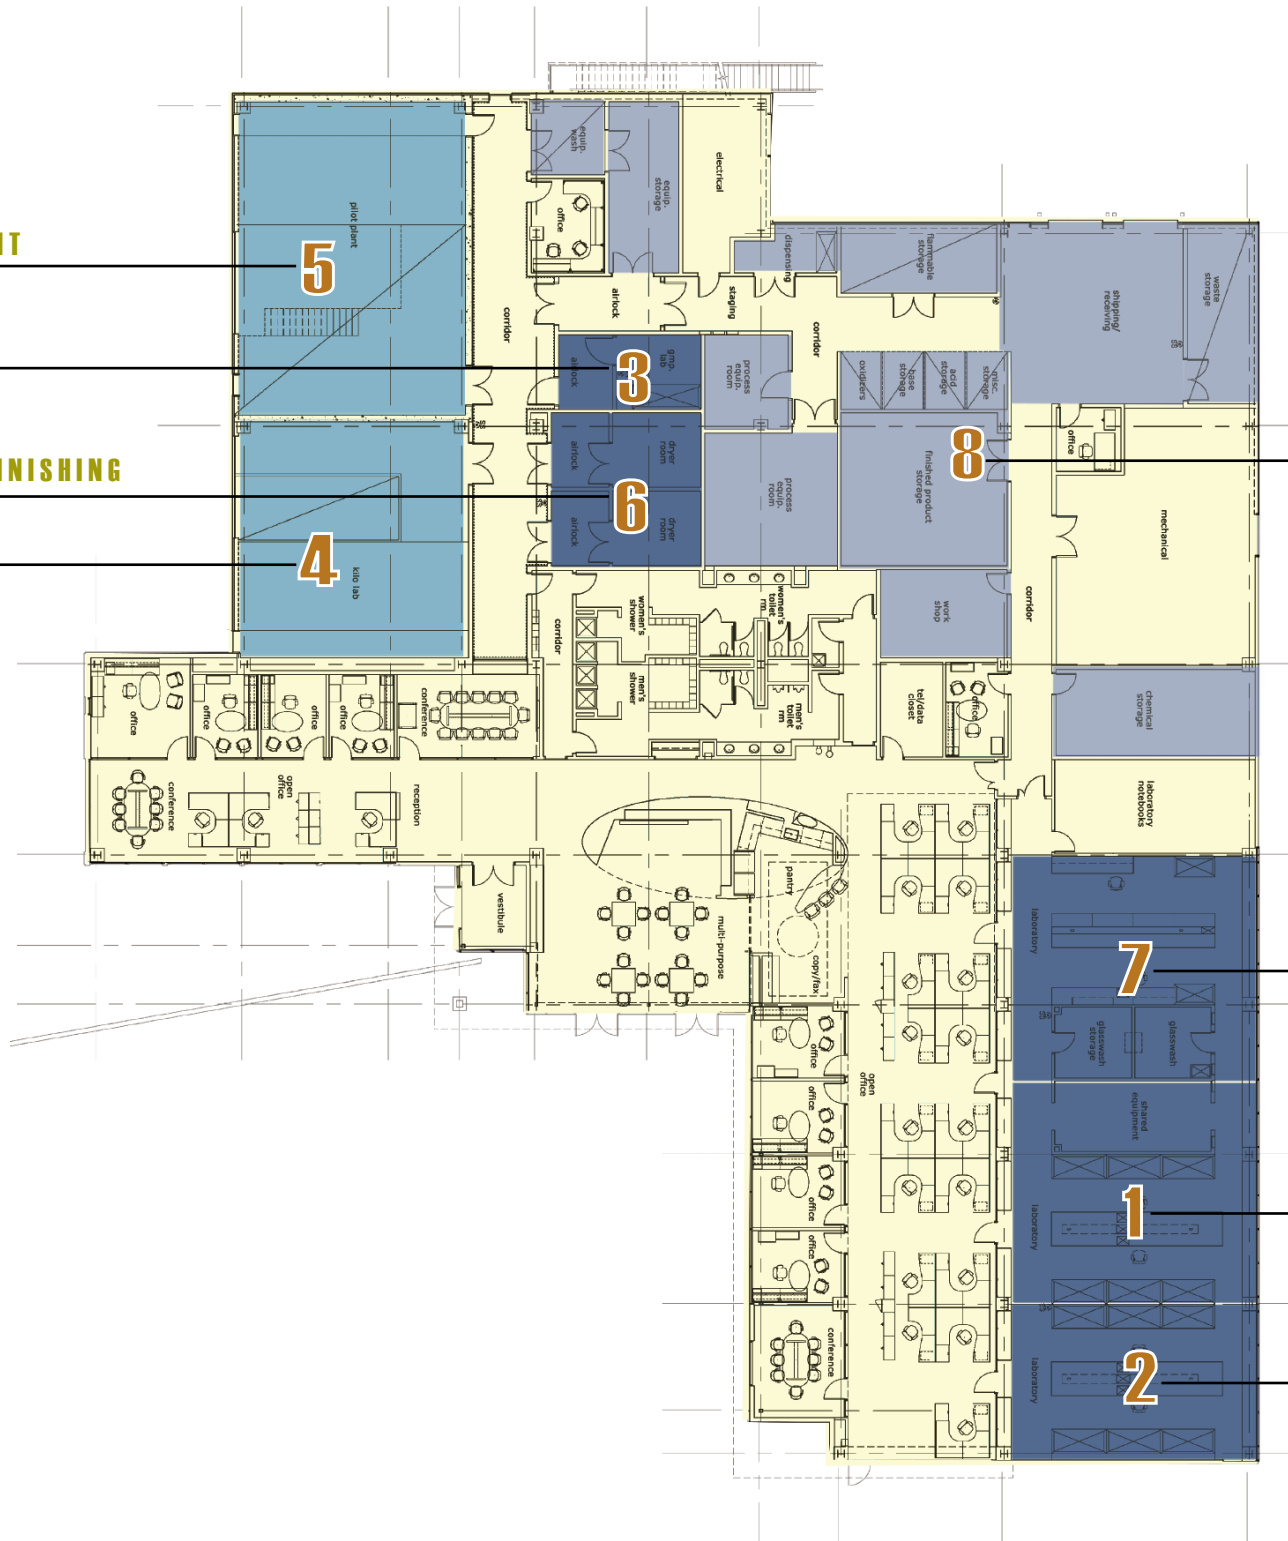 equip.
wash
equip.
storage
electrical
office
IT
pilot plant
5
dispensing
flammable
storage
shipping/
receiving
waste
storage
airlock
staging
corridor
corridor
airlock
gmp.
lab
3
process
equip.
room
oxidizers
base
storage
acid
storage
misc.
storage
office
INISHING
airlock
dryer
room
6
airlock
dryer
room
process
equip.
room
finished product
storage
8
mechanical
4
kilo lab
corridor
women's
shower
women's
toilet
rm
work
shop
corridor
men's
shower
men's
toilet
rm
tel/data
closet
office
chemical
storage
office
office
office
office
conference
conference
open
office
reception
laboratory
notebooks
vestibule
multi-purpose
pantry
copy/fax
laboratory
7
glasswash
storage
glasswash
office
open
office
office
shared
equipment
office
1
laboratory
office
conference
2
laboratory